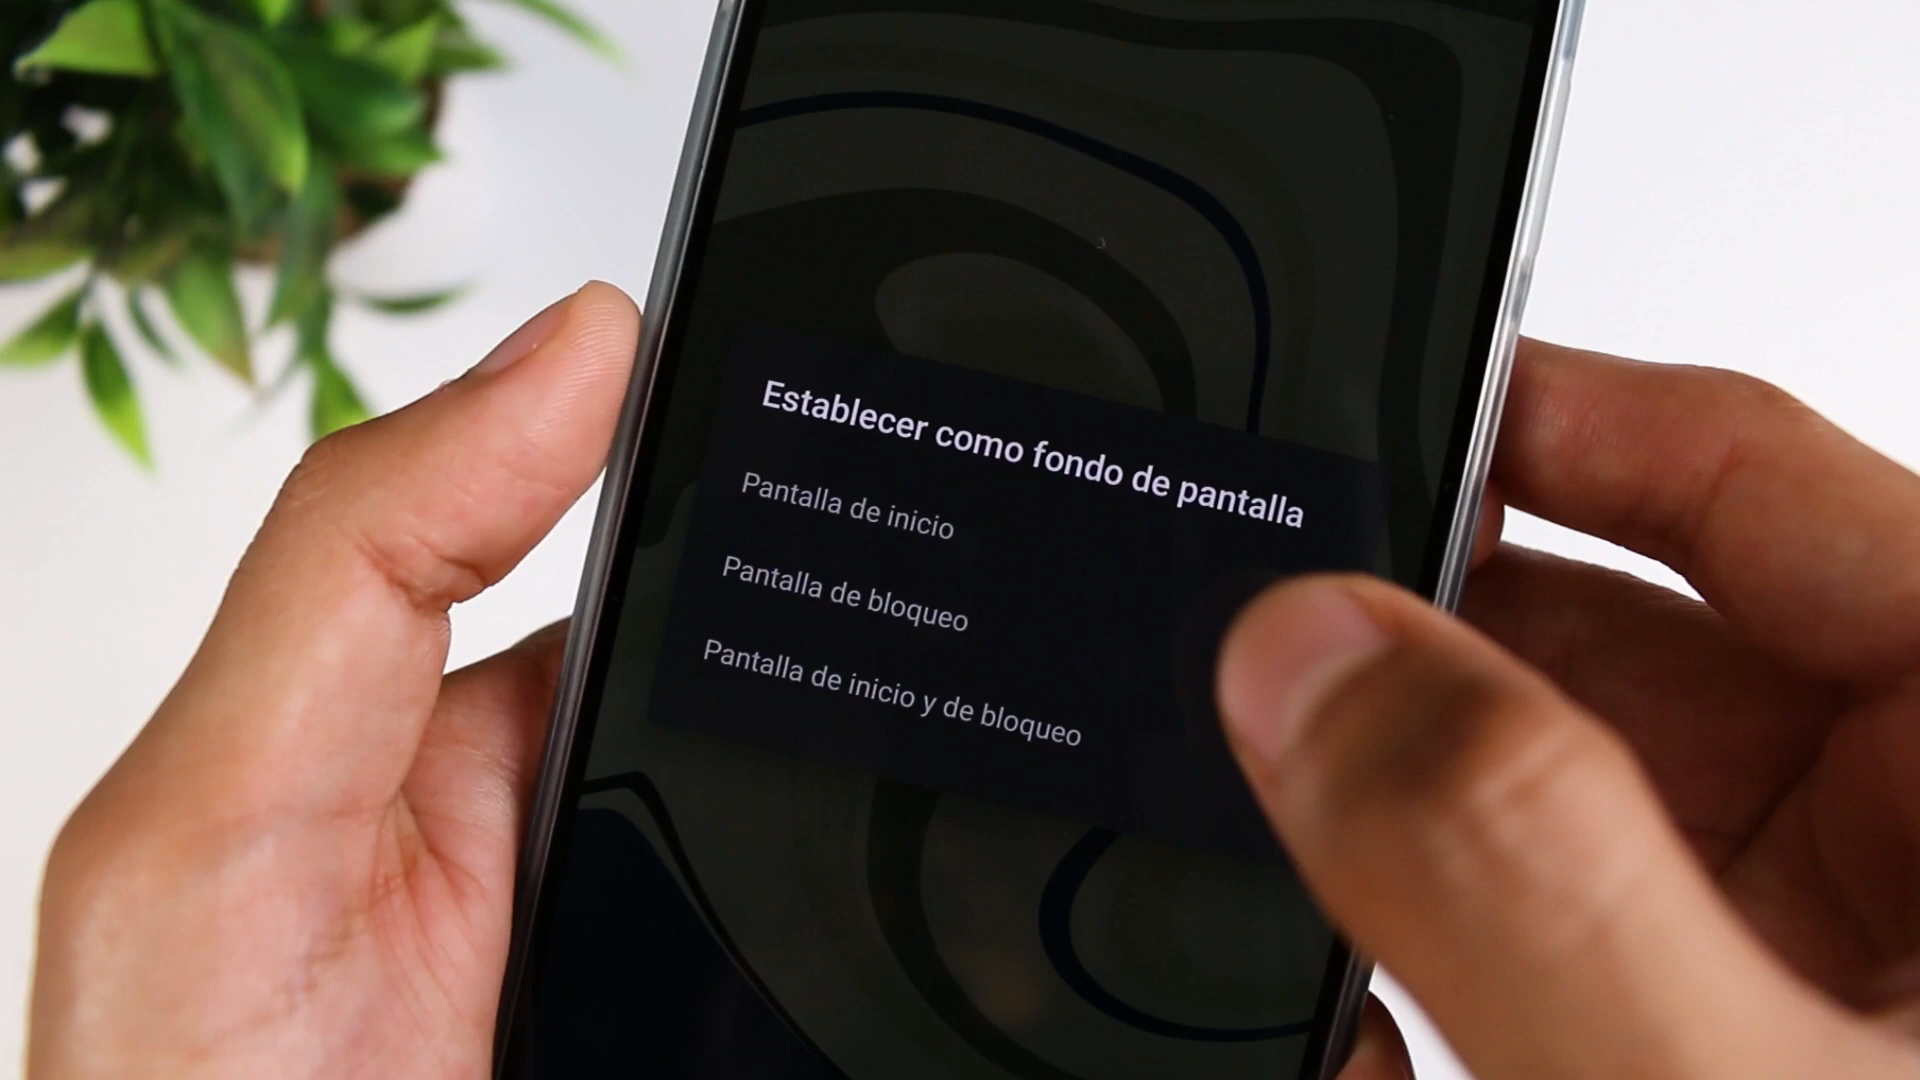 Establecer como fondo de pantalla
Pantalla de inicio
Pantalla de bloqueo
Pantalla de inicio y de bloqueo